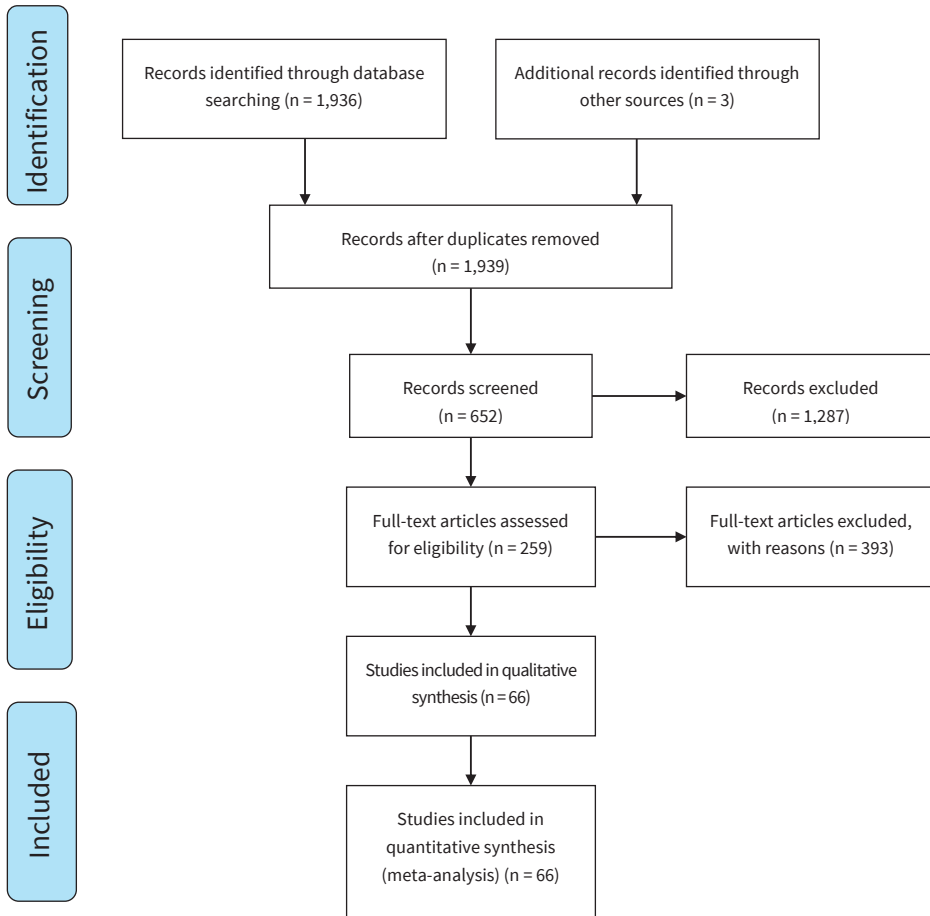 Identification
Records identified through database
searching (n = 1,936)
Additional records identified through
other sources (n = 3)
Records after duplicates removed
(n = 1,939)
Screening
Records screened
(n = 652)
Records excluded
(n = 1,287)
Eligibility
Full-text articles assessed
for eligibility (n = 259)
Full-text articles excluded,
with reasons (n = 393)
Studies included in qualitative
synthesis (n = 66)
Included
Studies included in
quantitative synthesis
(meta-analysis) (n = 66)